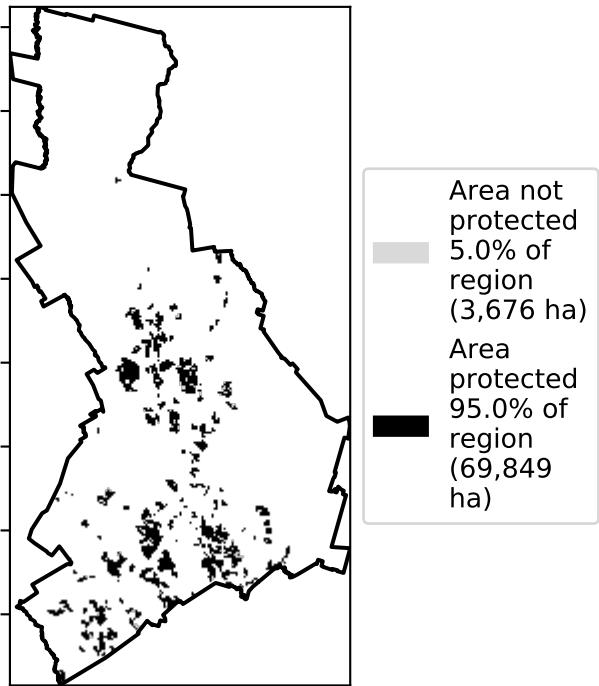 Area not
protected
5.0% of
region
(3,676 ha)
Area
protected
95.0% of
region
(69,849
ha)